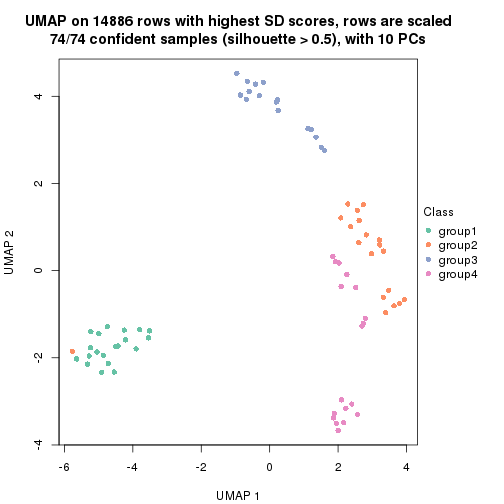 UMAP on 14886 rows with highest SD scores, rows are scaled
74/74 confident samples (silhouette > 0.5), with 10 PCs
4
2
0
-2
-4
UMAP 2
-6
-4
-2
0
2
4
UMAP 1
Class
group1
group2
group3
group4